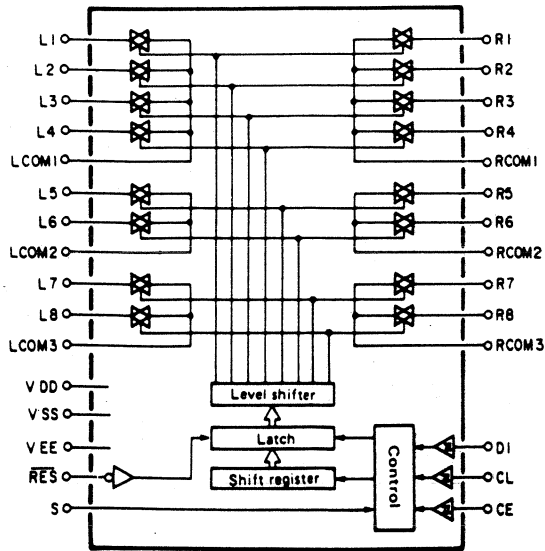 L1 R1
L2 R2
L3 R3
L4 R4
LCOM1 RCOM1
L5 R5
L6 R6
LCOM2 RCOM2
L7 R7
L8 R8
LCOM3 RCOM3
VDD
Level shifter
VSS
Latch
Control
DI
VEE
RES
Shift register
CL
S
CE